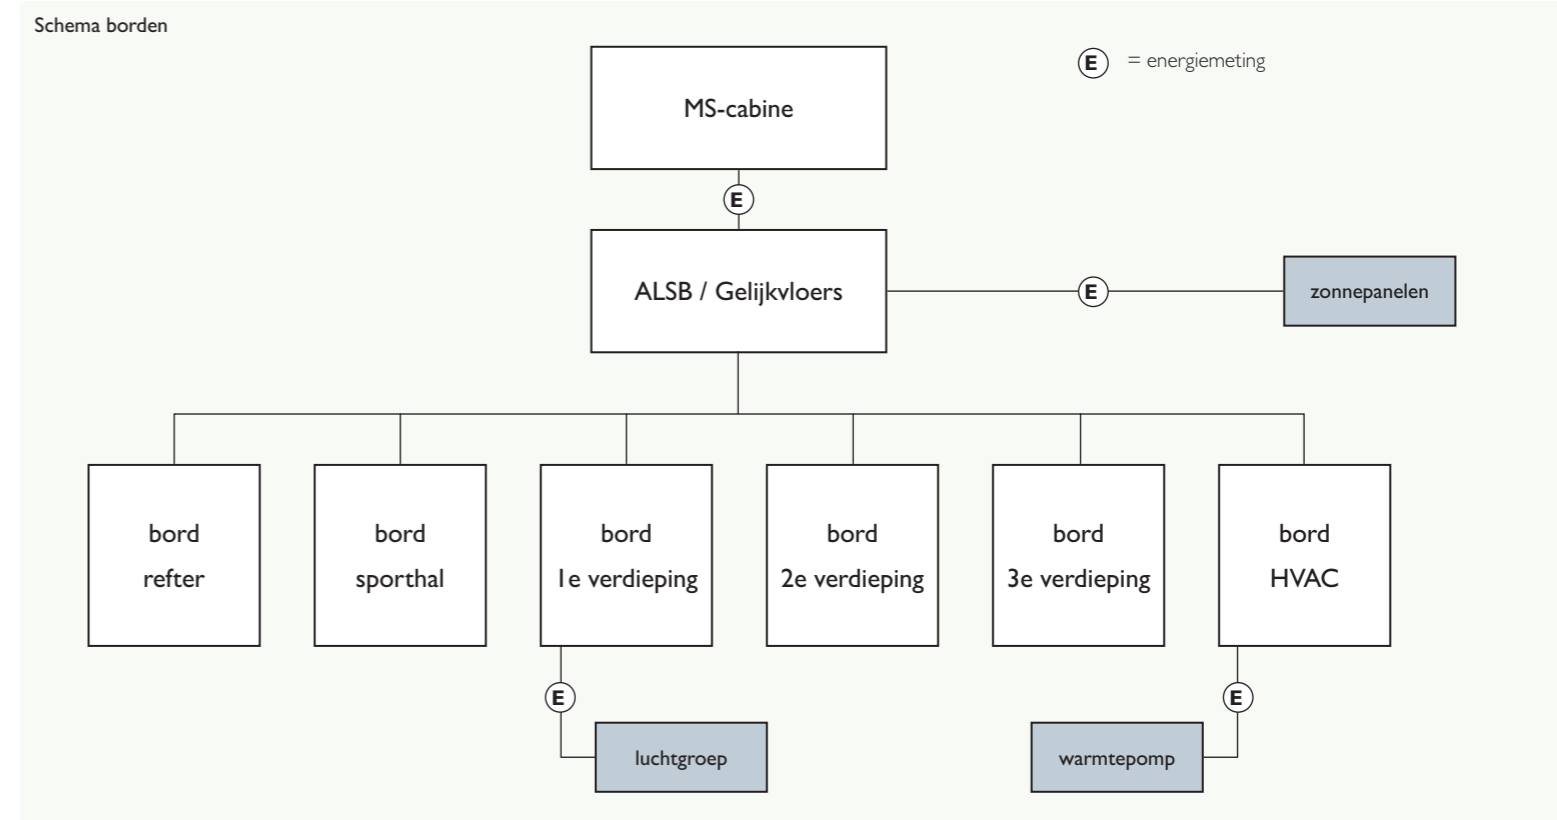 Schema borden
E = energiemeting
MS-cabine
E
ALSB / Gelijkvloers
E
zonnepanelen
bord
refter
bord
sporthal
bord
1e verdieping
bord
2e verdieping
bord
3e verdieping
bord
HVAC
E
luchtgroep
E
warmtepomp